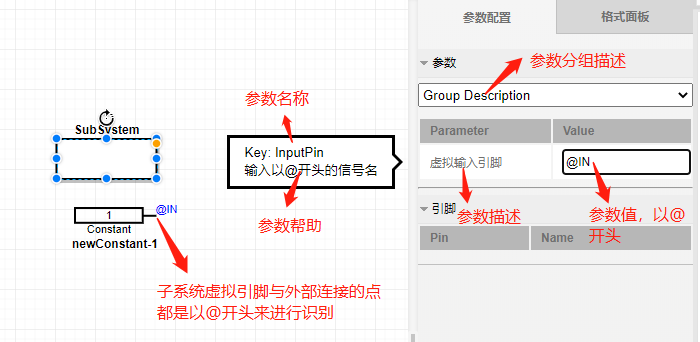 参数配置
格式面板
参数
参数分组描述
Group Description
参数名称
Parameter
Value
SubSystem
Key: InputPin
输入以@开头的信号名
虚拟输入引脚
@IN
1
@IN
Constant
newConstant-1
参数帮助
参数描述
参数值，以@
开头
引脚
Pin
Name
子系统虚拟引脚与外部连接的点
都是以@开头来进行识别